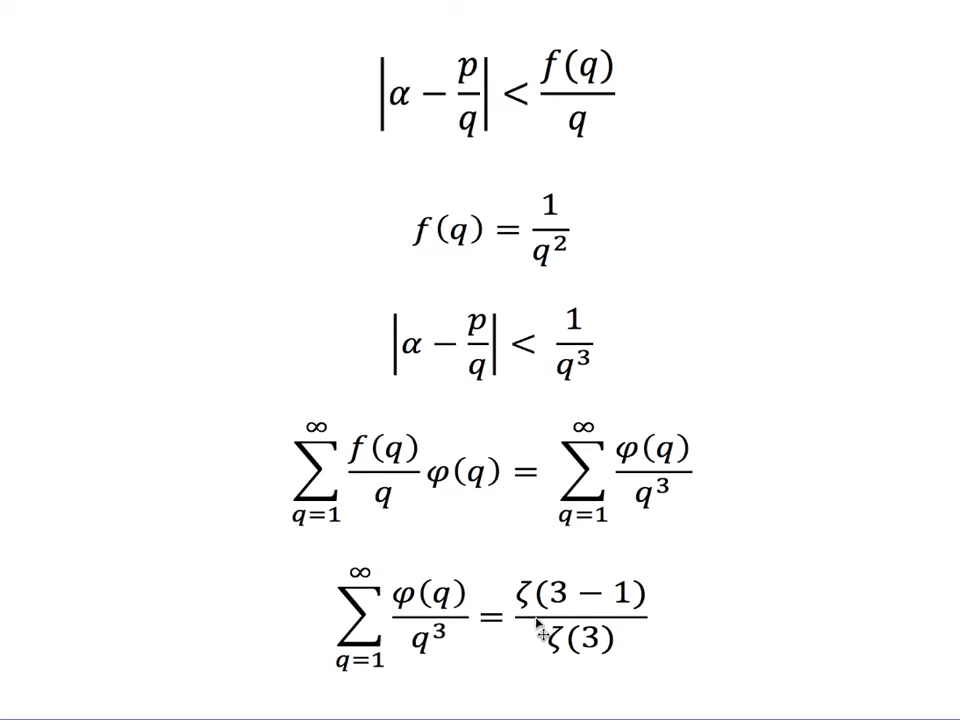 |α − p/q| < f(q)/q
f(q) = 1/q²
|α − p/q| < 1/q³
∑_{q=1}^{∞} f(q)/q φ(q) = ∑_{q=1}^{∞} φ(q)/q³
∑_{q=1}^{∞} φ(q)/q³ = ζ(3 − 1)/ζ(3)